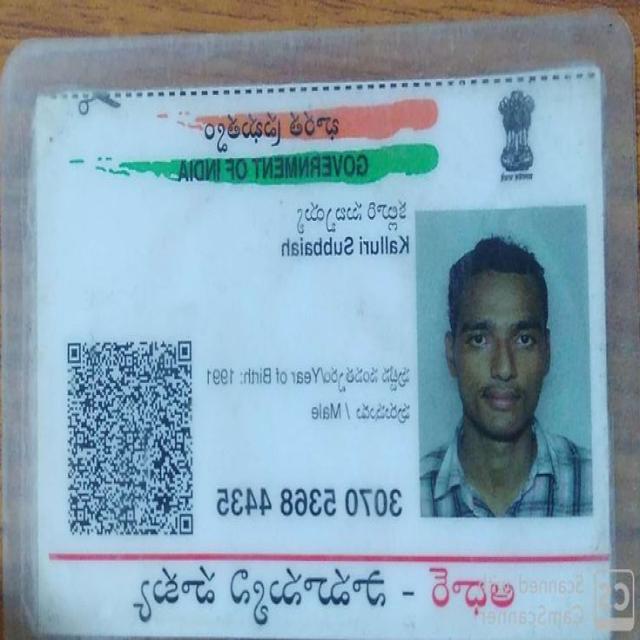 భారత ప్రభుత్వం
GOVERNMENT OF INDIA
కల్లూరి సుబ్బయ్య
Kalluri Subbaiah
పుట్టిన సంవత్సరం/Year of Birth: 1991
పురుషుడు / Male
3070 5368 4435
ఆధార్ - సామాన్యుని హక్కు
Scanned with
CamScanner